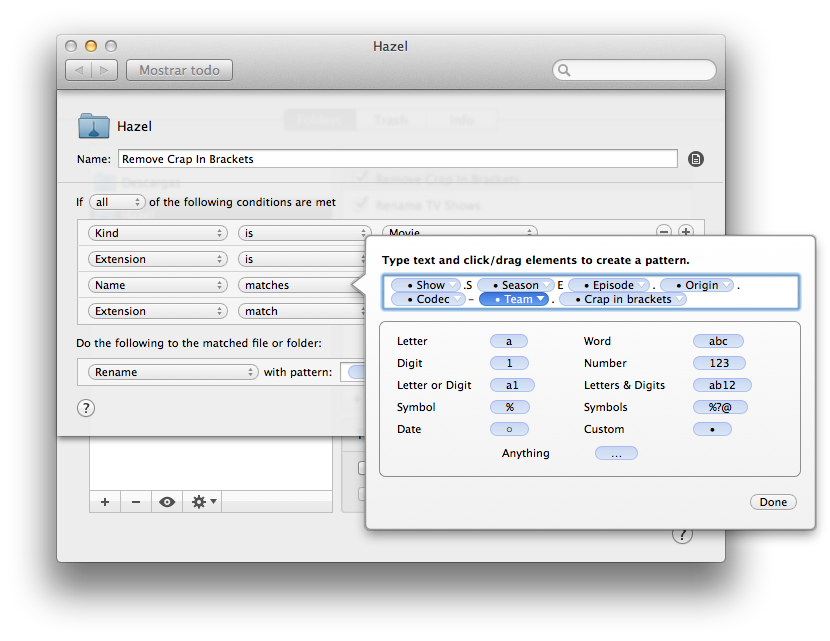 Hazel
Mostrar todo
Hazel
Trash Info
Name: Remove Crap In Brackets
Descargas
Remove Crap In Brackets
If all of the following conditions are met
Rename TV Shows
Kind is Movie
Extension is
Name matches
Extension match
Do the following to the matched file or folder:
Rename with pattern:
?
Type text and click/drag elements to create a pattern.
• Show .S • Season E • Episode . • Origin .
• Codec – • Team . • Crap in brackets
Letter a Word abc
Digit 1 Number 123
Letter or Digit a1 Letters & Digits ab12
Symbol % Symbols %?@
Date ○ Custom •
Anything ...
Done
+ −
?